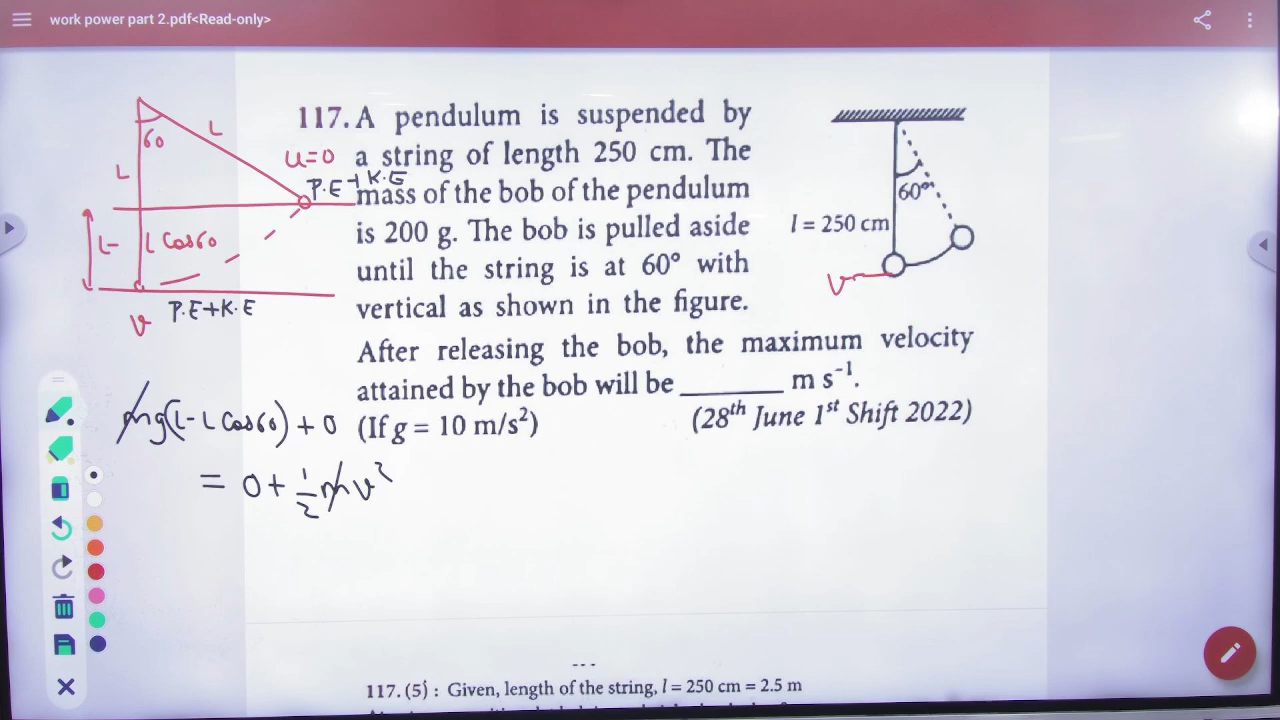 work power part 2.pdf<Read-only>
117. A pendulum is suspended by
a string of length 250 cm. The
mass of the bob of the pendulum
is 200 g. The bob is pulled aside
until the string is at 60° with
vertical as shown in the figure.
After releasing the bob, the maximum velocity
attained by the bob will be ______ m s⁻¹.
(If g = 10 m/s²)
(28th June 1st Shift 2022)
60°
l = 250 cm
v
60
L
L
u=0
P.E+K.E
L-
L Cos60
P.E+K.E
v
mg(L-L Cos60)+0
= 0+ 1/2 mv²
117. (5) : Given, length of the string, l = 250 cm = 2.5 m